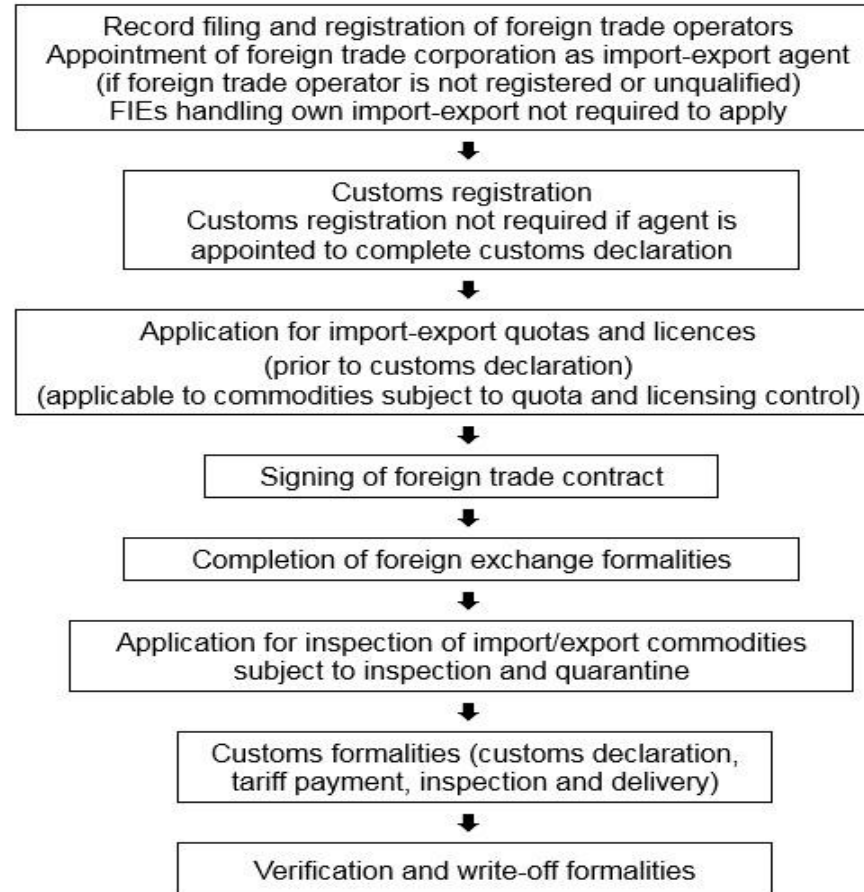 Record filing and registration of foreign trade operators
Appointment of foreign trade corporation as import-export agent
(if foreign trade operator is not registered or unqualified)
FIEs handling own import-export not required to apply
Customs registration
Customs registration not required if agent is
appointed to complete customs declaration
Application for import-export quotas and licences
(prior to customs declaration)
(applicable to commodities subject to quota and licensing control)
Signing of foreign trade contract
Completion of foreign exchange formalities
Application for inspection of import/export commodities
subject to inspection and quarantine
Customs formalities (customs declaration,
tariff payment, inspection and delivery)
Verification and write-off formalities